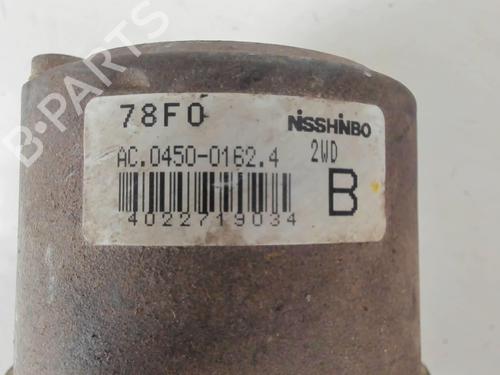 B-PARTS
78F0 NISSHINBO
AC.0450-0162.4 2WD
B
4022719034